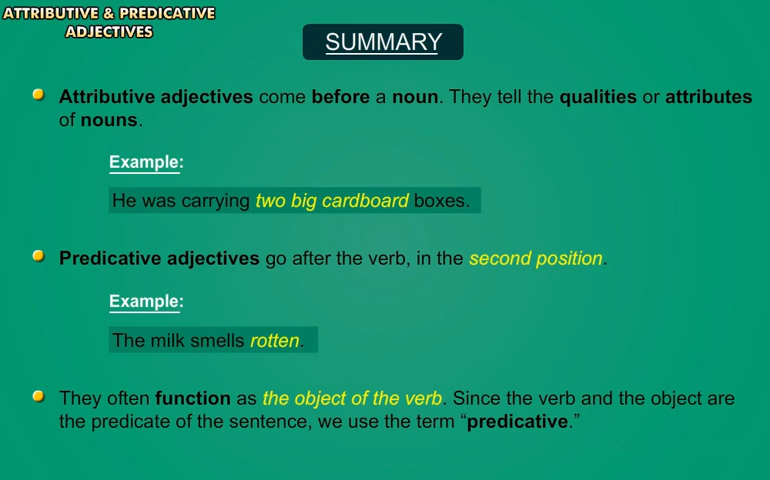 ATTRIBUTIVE & PREDICATIVE
ADJECTIVES
SUMMARY
Attributive adjectives come before a noun. They tell the qualities or attributes
of nouns.
Example:
He was carrying two big cardboard boxes.
Predicative adjectives go after the verb, in the second position.
Example:
The milk smells rotten.
They often function as the object of the verb. Since the verb and the object are
the predicate of the sentence, we use the term “predicative.”